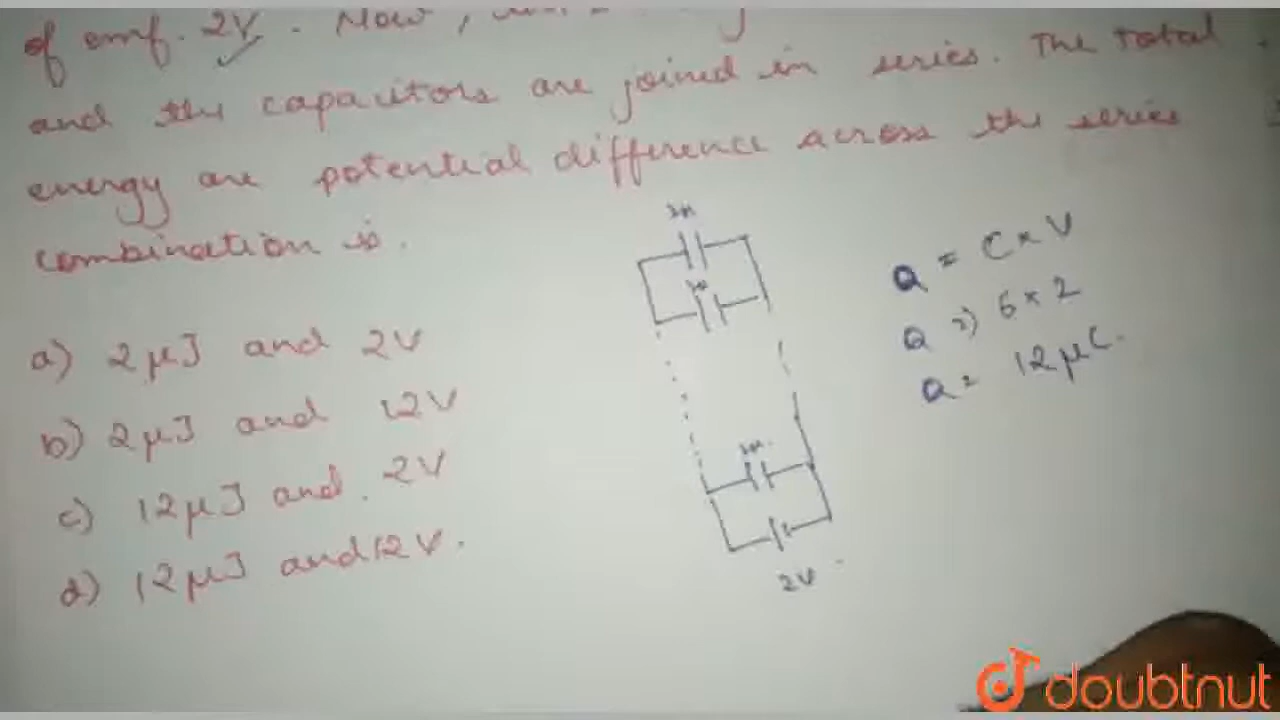 of emf. 2V. Now,
and the capacitors are joined in series. The total
energy are potential difference across the series
combination is.
a) 2μJ and 2V
b) 2μJ and 12V
c) 12μJ and. 2V
d) 12μJ and 12V.
2V
Q = C×V
Q => 6×2
Q = 12μC.
doubtnut